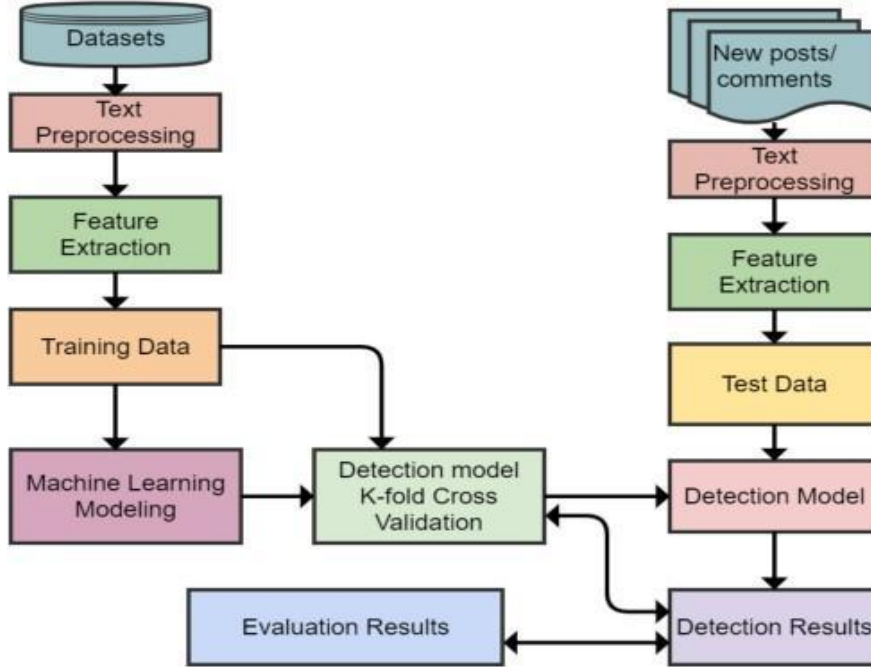 Datasets
Text
Preprocessing
Feature
Extraction
Training Data
Machine Learning
Modeling
Detection model
K-fold Cross
Validation
New posts/
comments
Text
Preprocessing
Feature
Extraction
Test Data
Detection Model
Detection Results
Evaluation Results